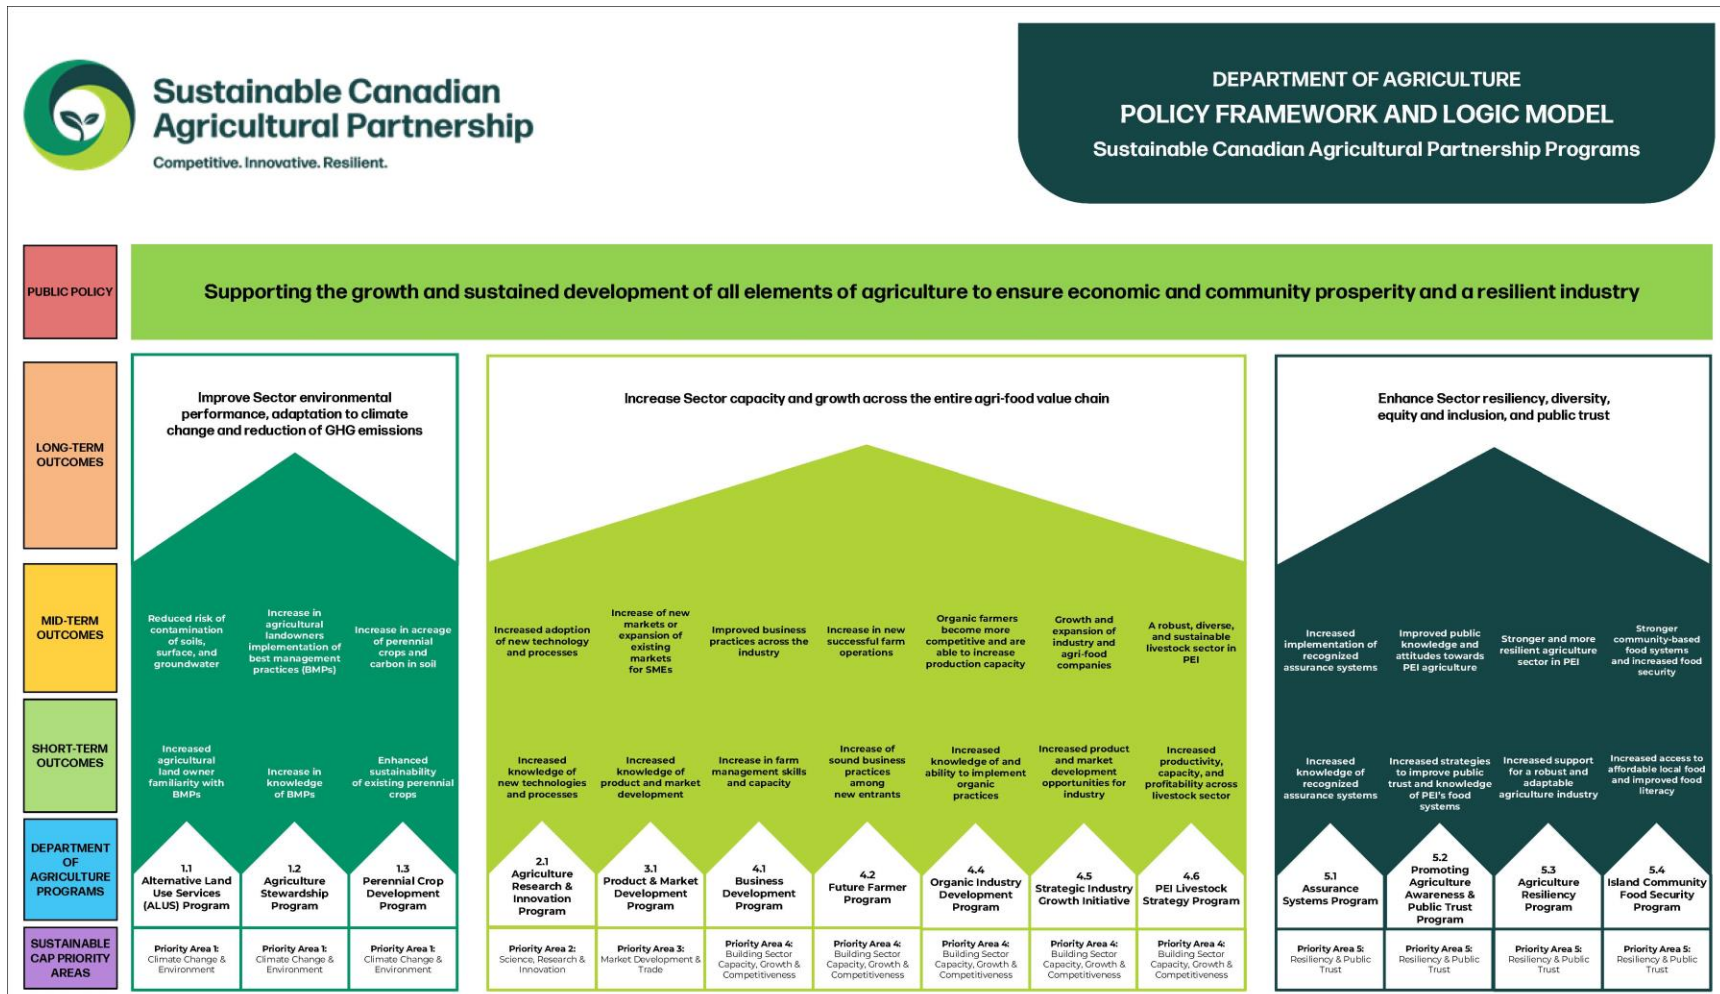 Sustainable Canadian
Agricultural Partnership
Competitive. Innovative. Resilient.
DEPARTMENT OF AGRICULTURE
POLICY FRAMEWORK AND LOGIC MODEL
Sustainable Canadian Agricultural Partnership Programs
PUBLIC POLICY
Supporting the growth and sustained development of all elements of agriculture to ensure economic and community prosperity and a resilient industry
LONG-TERM
OUTCOMES
Improve Sector environmental
performance, adaptation to climate
change and reduction of GHG emissions
Increase Sector capacity and growth across the entire agri-food value chain
Enhance Sector resiliency, diversity,
equity and inclusion, and public trust
MID-TERM
OUTCOMES
Reduced risk of
contamination
of soils,
surface, and
groundwater
Increase in
agricultural
landowners
implementation of
best management
practices (BMPs)
Increase in acreage
of perennial
crops and
carbon in soil
Increased adoption
of new technology
and processes
Increase of new
markets or
expansion of
existing
markets
for SMEs
Improved business
practices across the
industry
Increase in new
successful farm
operations
Organic farmers
become more
competitive and are
able to increase
production capacity
Growth and
expansion of
industry and
agri-food
companies
A robust, diverse,
and sustainable
livestock sector in
PEI
Increased
implementation of
recognized
assurance systems
Improved public
knowledge and
attitudes towards
PEI agriculture
Stronger and more
resilient agriculture
sector in PEI
Stronger
community-based
food systems
and increased food
security
SHORT-TERM
OUTCOMES
Increased
agricultural
land owner
familiarity with
BMPs
Increase in
knowledge
of BMPs
Enhanced
sustainability
of existing perennial
crops
Increased
knowledge of
new technologies
and processes
Increased
knowledge of
product and market
development
Increase in farm
management skills
and capacity
Increase of
sound business
practices
among
new entrants
Increased
knowledge of and
ability to implement
organic
practices
Increased product
and market
development
opportunities for
industry
Increased
productivity,
capacity, and
profitability across
livestock sector
Increased
knowledge of
recognized
assurance systems
Increased strategies
to improve public
trust and knowledge
of PEI's food
systems
Increased support
for a robust and
adaptable
agriculture industry
Increased access to
affordable local food
and improved food
literacy
DEPARTMENT
OF
AGRICULTURE
PROGRAMS
1.1
Alternative Land
Use Services
(ALUS) Program
1.2
Agriculture
Stewardship
Program
1.3
Perennial Crop
Development
Program
2.1
Agriculture
Research &
Innovation
Program
3.1
Product & Market
Development
Program
4.1
Business
Development
Program
4.2
Future Farmer
Program
4.4
Organic Industry
Development
Program
4.5
Strategic Industry
Growth Initiative
4.6
PEI Livestock
Strategy Program
5.1
Assurance
Systems Program
5.2
Promoting
Agriculture
Awareness &
Public Trust
Program
5.3
Agriculture
Resiliency
Program
5.4
Island Community
Food Security
Program
SUSTAINABLE
CAP PRIORITY
AREAS
Priority Area 1:
Climate Change &
Environment
Priority Area 1:
Climate Change &
Environment
Priority Area 1:
Climate Change &
Environment
Priority Area 2:
Science, Research &
Innovation
Priority Area 3:
Market Development &
Trade
Priority Area 4:
Building Sector
Capacity, Growth &
Competitiveness
Priority Area 4:
Building Sector
Capacity, Growth &
Competitiveness
Priority Area 4:
Building Sector
Capacity, Growth &
Competitiveness
Priority Area 4:
Building Sector
Capacity, Growth &
Competitiveness
Priority Area 4:
Building Sector
Capacity, Growth &
Competitiveness
Priority Area 5:
Resiliency & Public
Trust
Priority Area 5:
Resiliency & Public
Trust
Priority Area 5:
Resiliency & Public
Trust
Priority Area 5:
Resiliency & Public
Trust